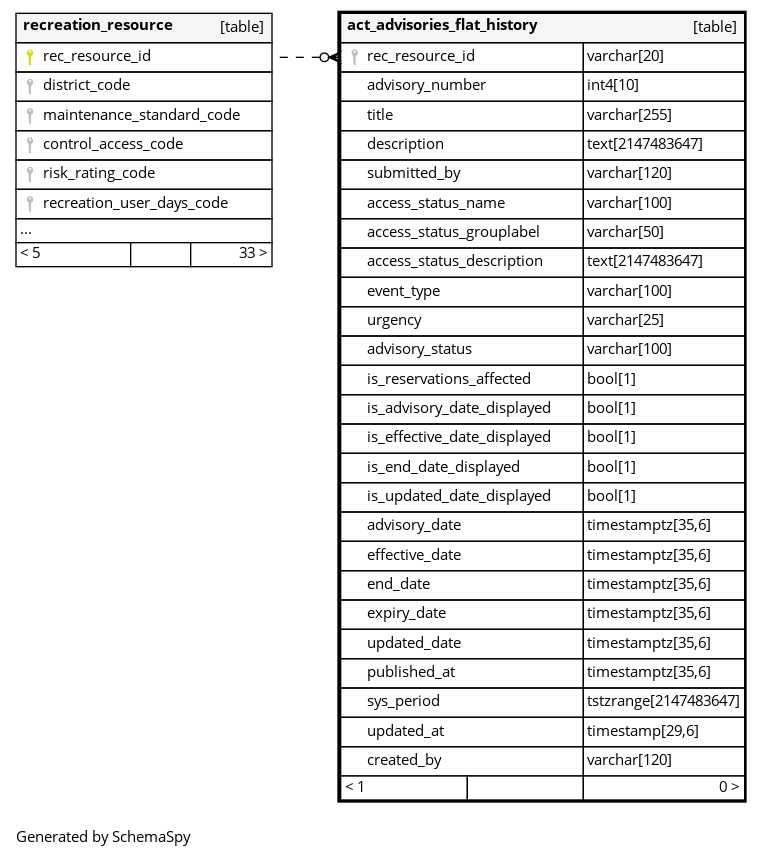 recreation_resource [table]
rec_resource_id
district_code
maintenance_standard_code
control_access_code
risk_rating_code
recreation_user_days_code
...
< 5 33 >
act_advisories_flat_history [table]
rec_resource_id varchar[20]
advisory_number int4[10]
title varchar[255]
description text[2147483647]
submitted_by varchar[120]
access_status_name varchar[100]
access_status_grouplabel varchar[50]
access_status_description text[2147483647]
event_type varchar[100]
urgency varchar[25]
advisory_status varchar[100]
is_reservations_affected bool[1]
is_advisory_date_displayed bool[1]
is_effective_date_displayed bool[1]
is_end_date_displayed bool[1]
is_updated_date_displayed bool[1]
advisory_date timestamptz[35,6]
effective_date timestamptz[35,6]
end_date timestamptz[35,6]
expiry_date timestamptz[35,6]
updated_date timestamptz[35,6]
published_at timestamptz[35,6]
sys_period tstzrange[2147483647]
updated_at timestamp[29,6]
created_by varchar[120]
< 1 0 >
Generated by SchemaSpy